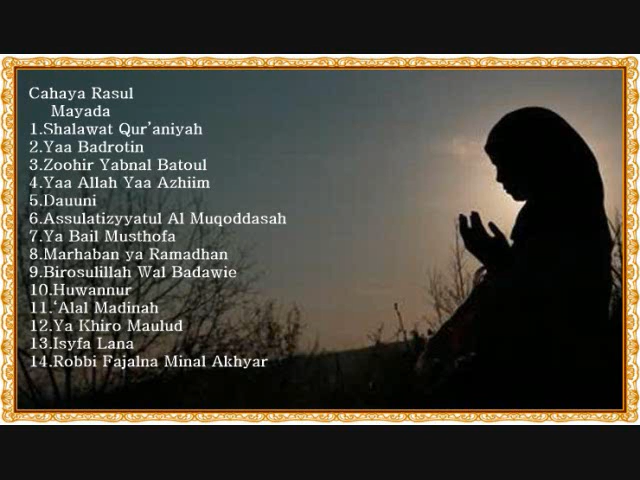 Cahaya Rasul
Mayada
1.Shalawat Qur'aniyah
2.Yaa Badrotin
3.Zoohir Yabnal Batoul
4.Yaa Allah Yaa Azhiim
5.Dauuni
6.Assulatizyyatul Al Muqoddasah
7.Ya Bail Musthofa
8.Marhaban ya Ramadhan
9.Birosulillah Wal Badawie
10.Huwannur
11.‘Alal Madinah
12.Ya Khiro Maulud
13.Isyfa Lana
14.Robbi Fajalna Minal Akhyar